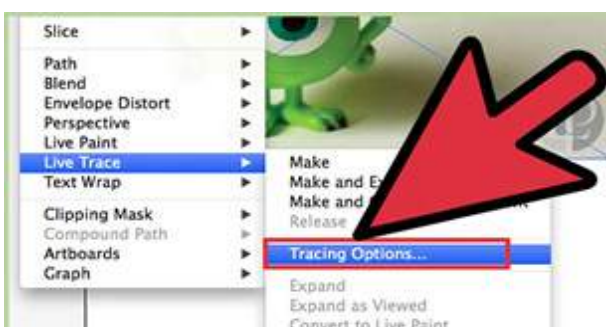 Slice
Path
Blend
Envelope Distort
Perspective
Live Paint
Live Trace
Text Wrap
Clipping Mask
Compound Path
Artboards
Graph
Make
Make and
Make and
Release
Tracing Options...
Expand
Expand as Viewed
Convert to Live Paint